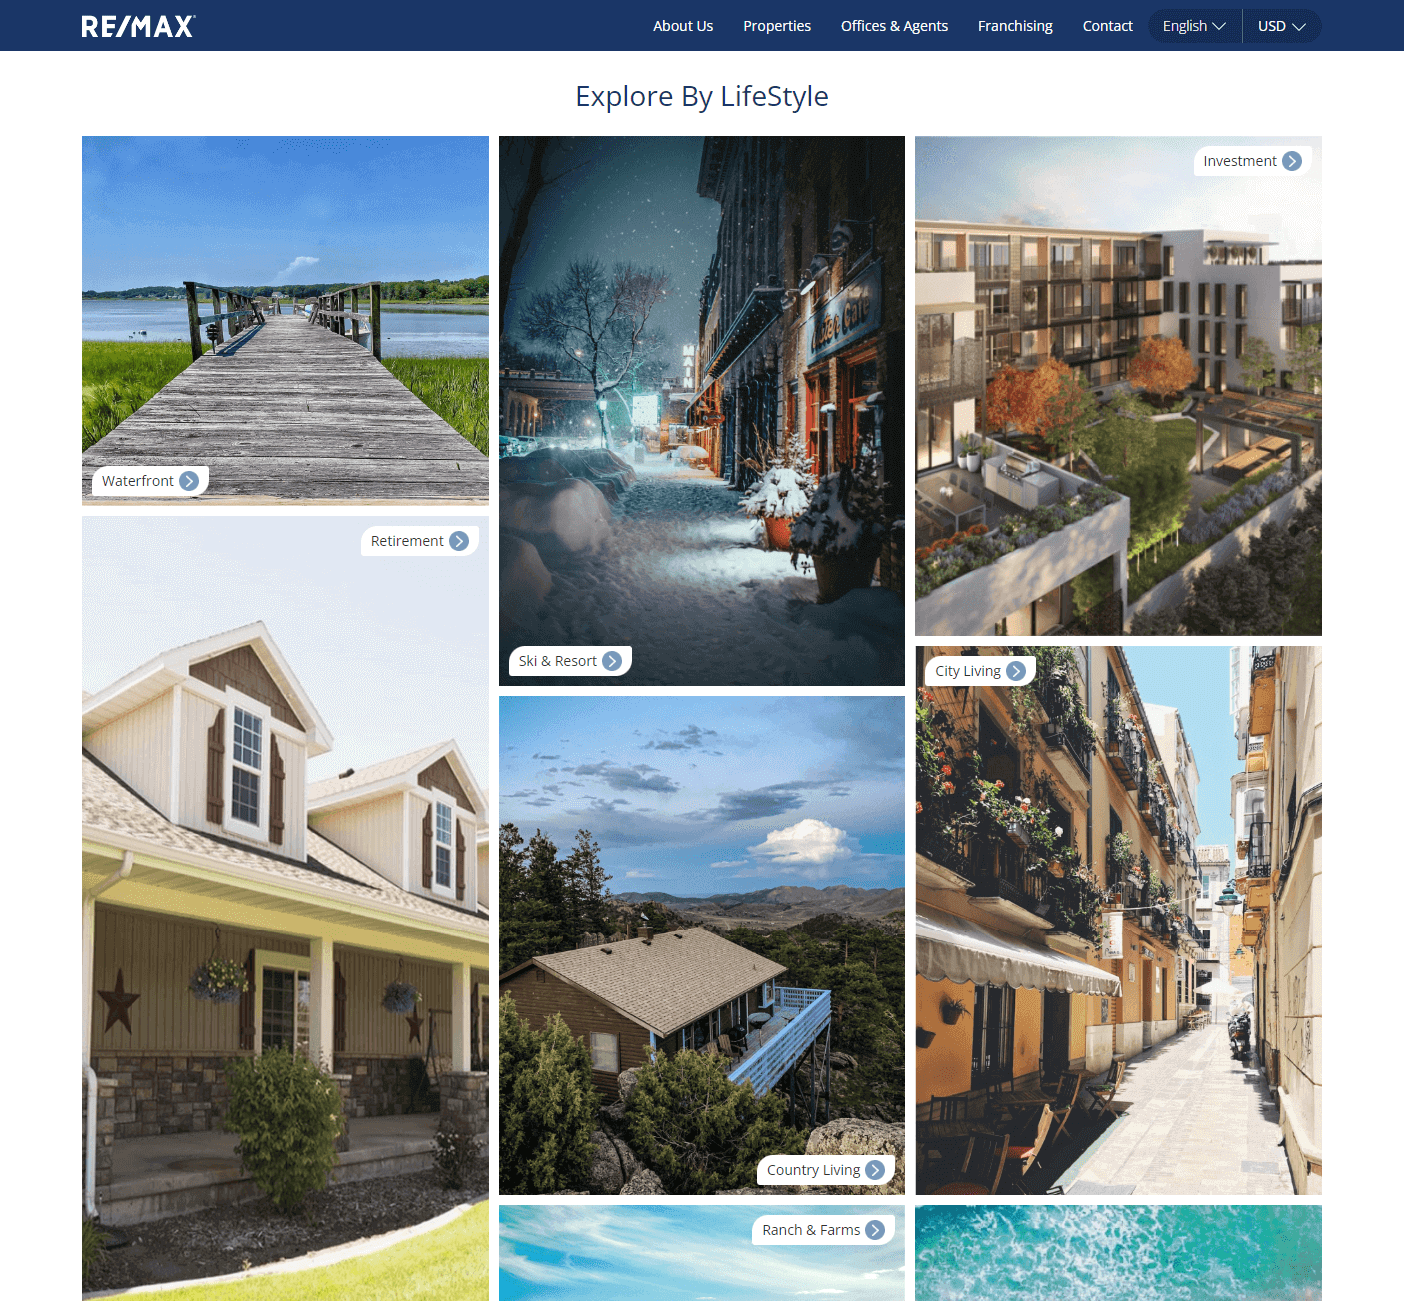 RE/MAX
About Us
Properties
Offices & Agents
Franchising
Contact
English
USD
Explore By LifeStyle
Waterfront
Retirement
Ski & Resort
Country Living
Ranch & Farms
Investment
City Living